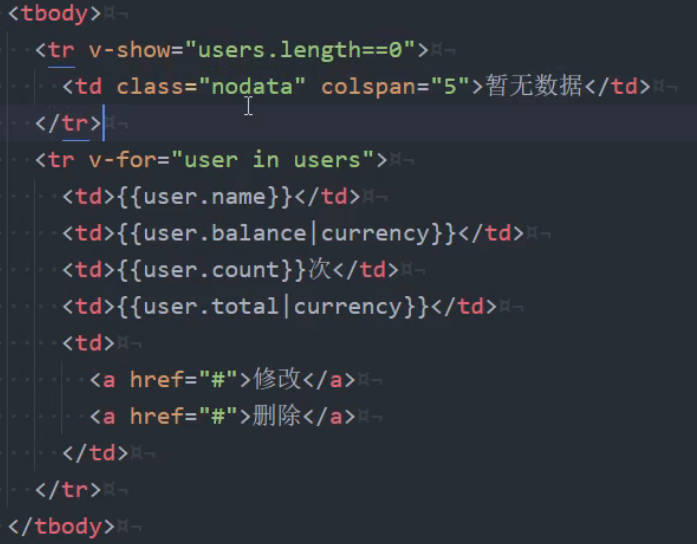 <tbody>
<tr v-show="users.length==0">
<td class="nodata" colspan="5">暂无数据</td>
</tr>
<tr v-for="user in users">
<td>{{user.name}}</td>
<td>{{user.balance|currency}}</td>
<td>{{user.count}}次</td>
<td>{{user.total|currency}}</td>
<td>
<a href="#">修改</a>
<a href="#">删除</a>
</td>
</tr>
</tbody>